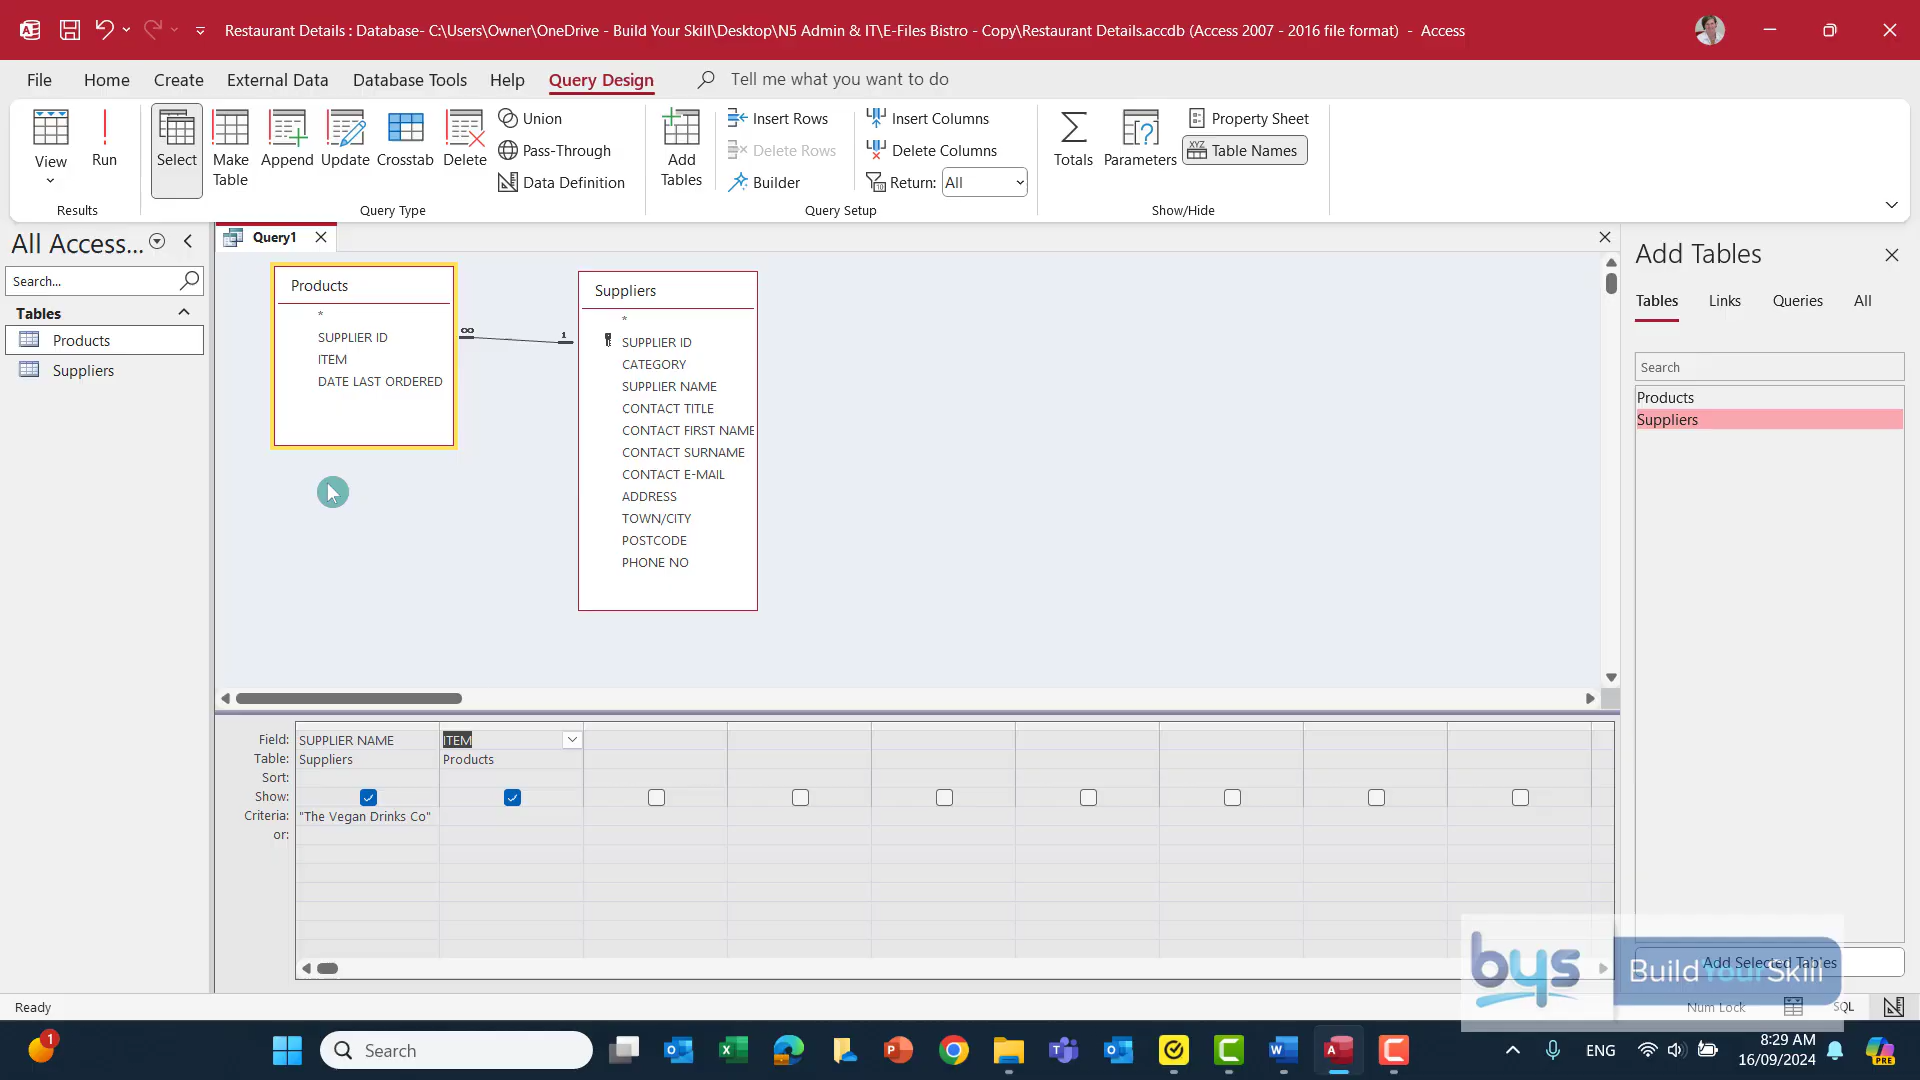 Restaurant Details : Database- C:\Users\Owner\OneDrive - Build Your Skill\Desktop\N5 Admin & IT\E-Files Bistro - Copy\Restaurant Details.accdb (Access 2007 - 2016 file format) - Access
File Home Create External Data Database Tools Help Query Design Tell me what you want to do
View Run Select Make Table Append Update Crosstab Delete
Union
Pass-Through
Data Definition
Add Tables
Insert Rows
Delete Rows
Builder
Insert Columns
Delete Columns
Return: All
Totals Parameters
Property Sheet
Table Names
Results Query Type Query Setup Show/Hide
All Access...
Search...
Tables
Products
Suppliers
Query1
Products
*
SUPPLIER ID
ITEM
DATE LAST ORDERED
∞ 1
Suppliers
*
SUPPLIER ID
CATEGORY
SUPPLIER NAME
CONTACT TITLE
CONTACT FIRST NAME
CONTACT SURNAME
CONTACT E-MAIL
ADDRESS
TOWN/CITY
POSTCODE
PHONE NO
Add Tables
Tables Links Queries All
Search
Products
Suppliers
Add Selected Tables
Field: SUPPLIER NAME ITEM
Table: Suppliers Products
Sort:
Show:
Criteria: "The Vegan Drinks Co"
or:
bys BuildYourSkill
Ready Num Lock SQL
1 Search ENG 8:29 AM
16/09/2024
PRE